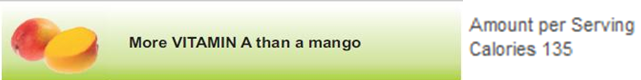 More VITAMIN A than a mango
Amount per Serving
Calories 135